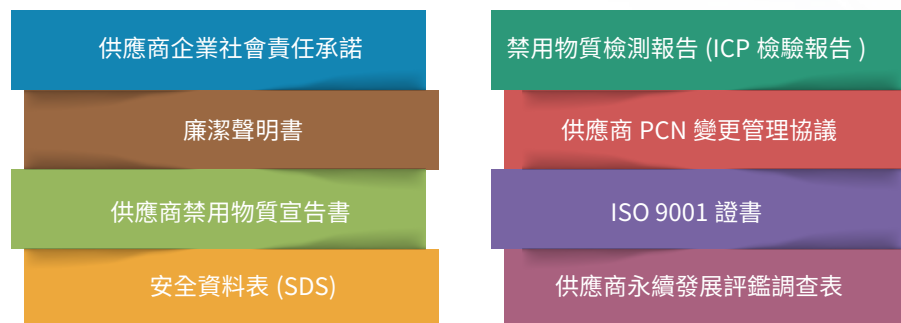 供應商企業社會責任承諾
廉潔聲明書
供應商禁用物質宣告書
安全資料表 (SDS)
禁用物質檢測報告 (ICP 檢驗報告 )
供應商 PCN 變更管理協議
ISO 9001 證書
供應商永續發展評鑑調查表